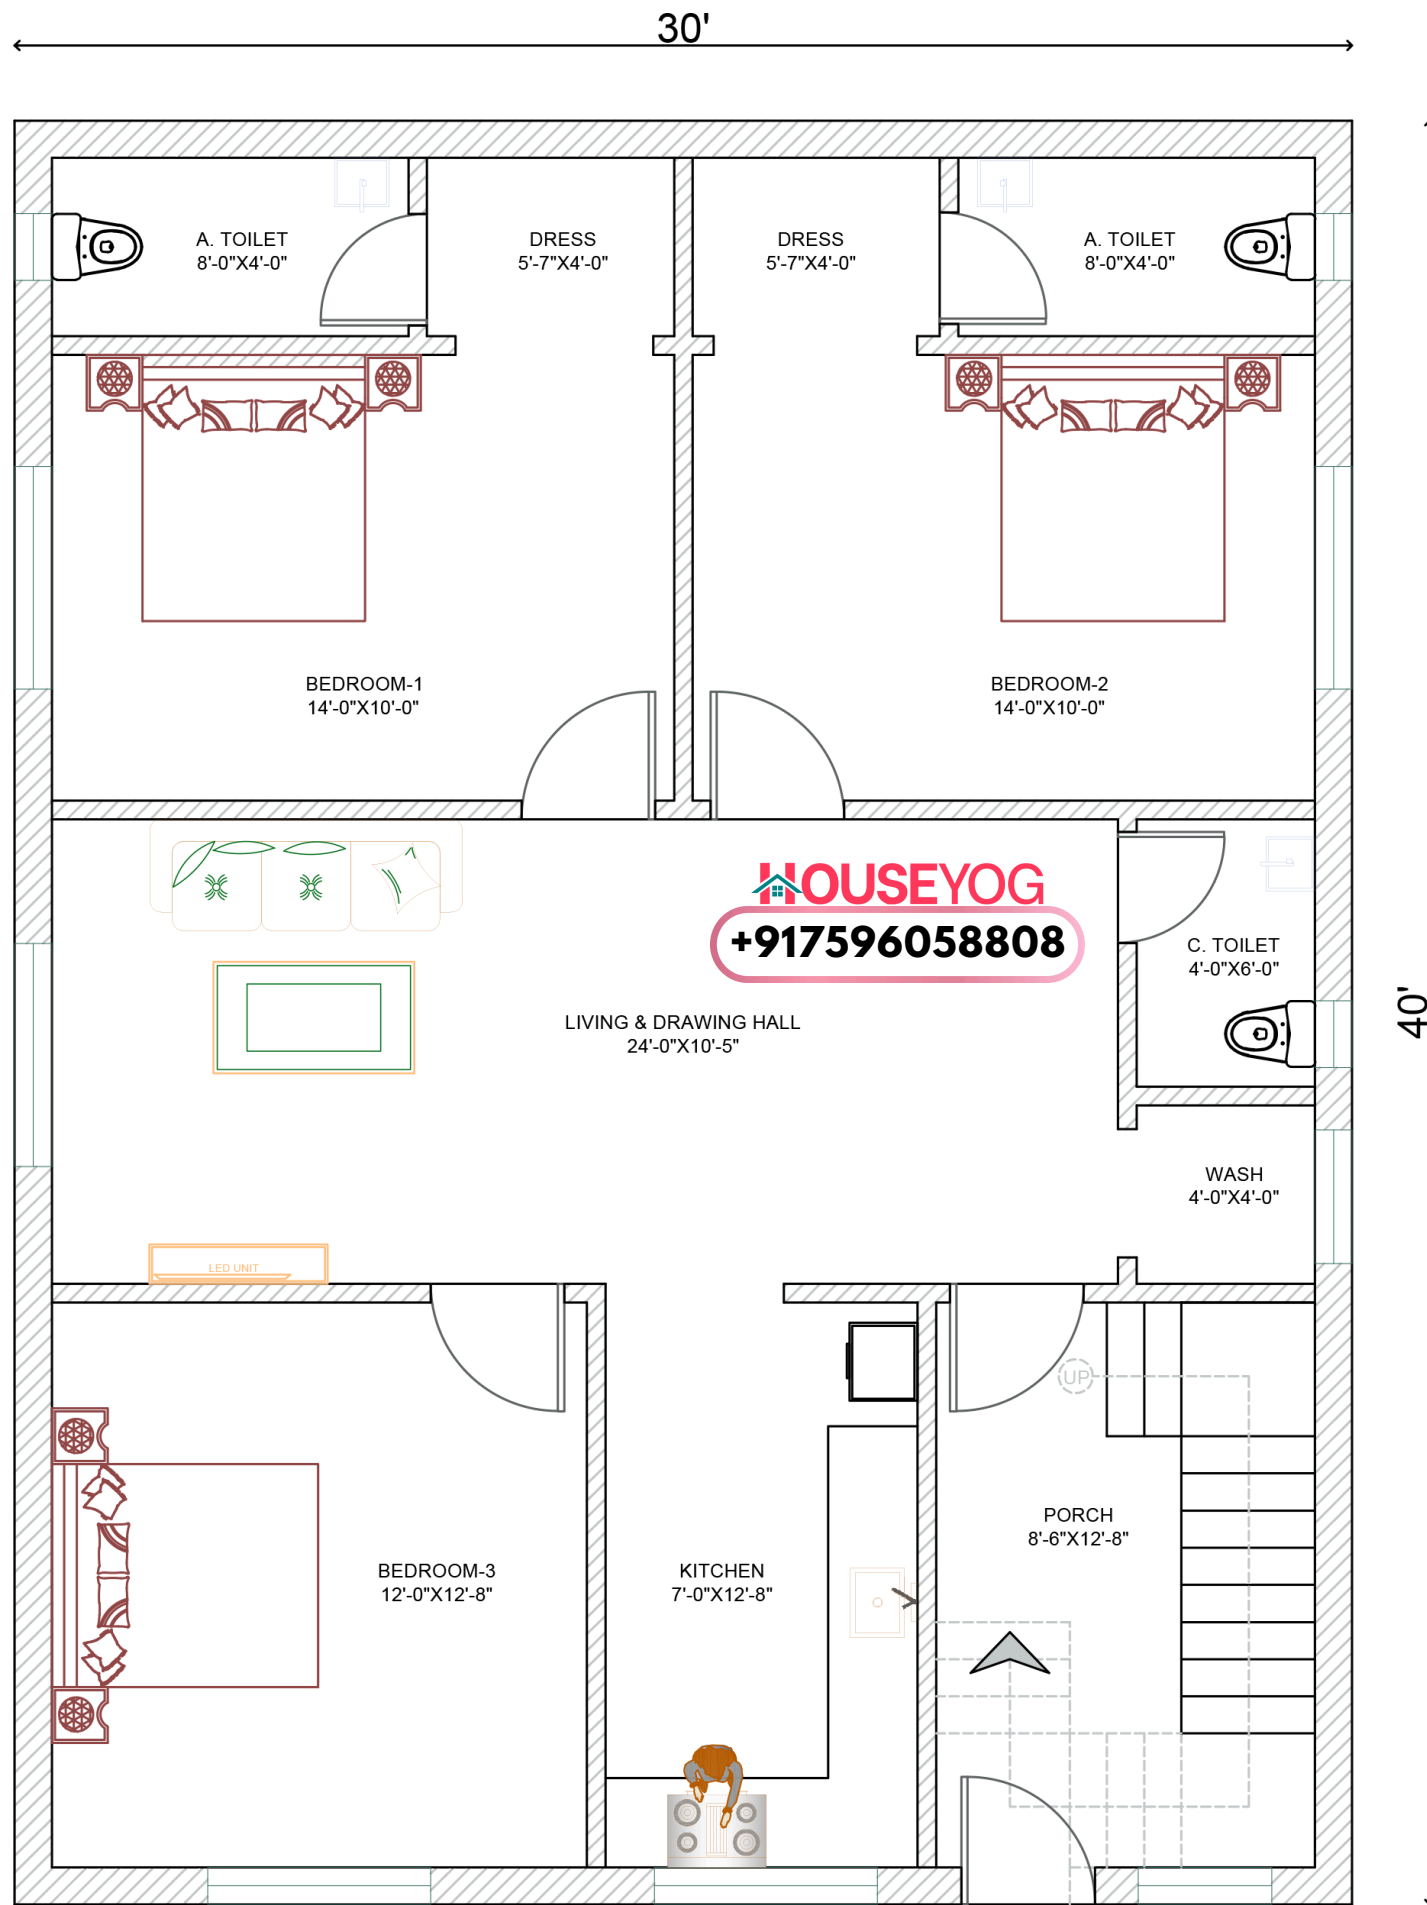 30'
A. TOILET
8'-0"X4'-0"
DRESS
5'-7"X4'-0"
DRESS
5'-7"X4'-0"
A. TOILET
8'-0"X4'-0"
BEDROOM-1
14'-0"X10'-0"
BEDROOM-2
14'-0"X10'-0"
HOUSEYOG
+917596058808
C. TOILET
4'-0"X6'-0"
LIVING & DRAWING HALL
24'-0"X10'-5"
40'
WASH
4'-0"X4'-0"
LED UNIT
UP
PORCH
8'-6"X12'-8"
BEDROOM-3
12'-0"X12'-8"
KITCHEN
7'-0"X12'-8"